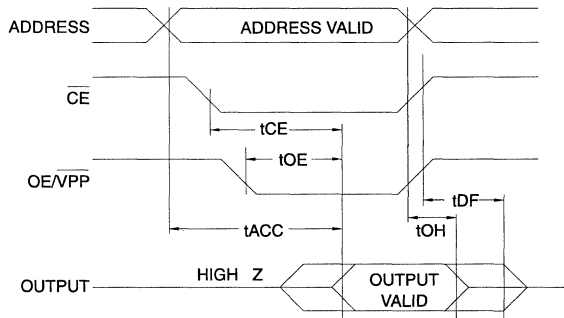 ADDRESS
ADDRESS VALID
CE
tCE
tOE
OE/VPP
tDF
tOH
tACC
HIGH Z
OUTPUT
OUTPUT
VALID